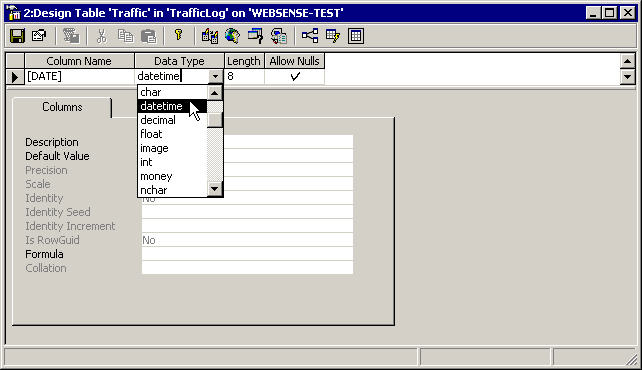 2:Design Table 'Traffic' in 'TrafficLog' on 'WEBSENSE-TEST'
Column Name Data Type Length Allow Nulls
[DATE] datetime 8
char
Columns datetime
decimal
float
image
int
money
nchar
Description
Default Value
Precision
Scale
Identity No
Identity Seed
Identity Increment
Is RowGuid No
Formula
Collation